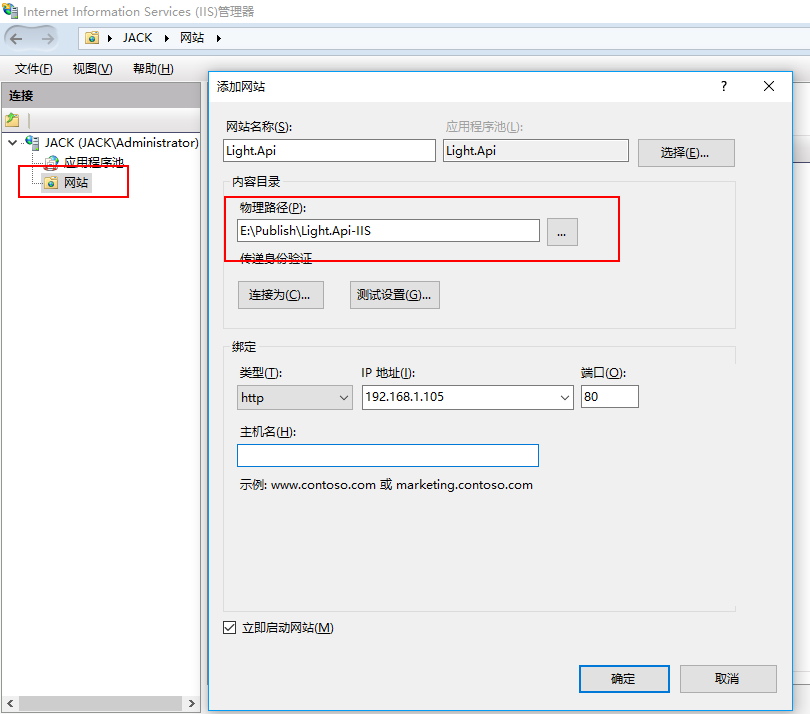 Internet Information Services (IIS)管理器
JACK 网站
文件(F) 视图(V) 帮助(H)
连接
JACK (JACK\Administrator)
应用程序池
网站
添加网站
?
网站名称(S):
应用程序池(L):
Light.Api
Light.Api
选择(E)...
内容目录
物理路径(P):
E:\Publish\Light.Api-IIS
...
传递身份验证
连接为(C)...
测试设置(G)...
绑定
类型(T):
IP 地址(I):
端口(O):
http
192.168.1.105
80
主机名(H):
示例: www.contoso.com 或 marketing.contoso.com
立即启动网站(M)
确定
取消